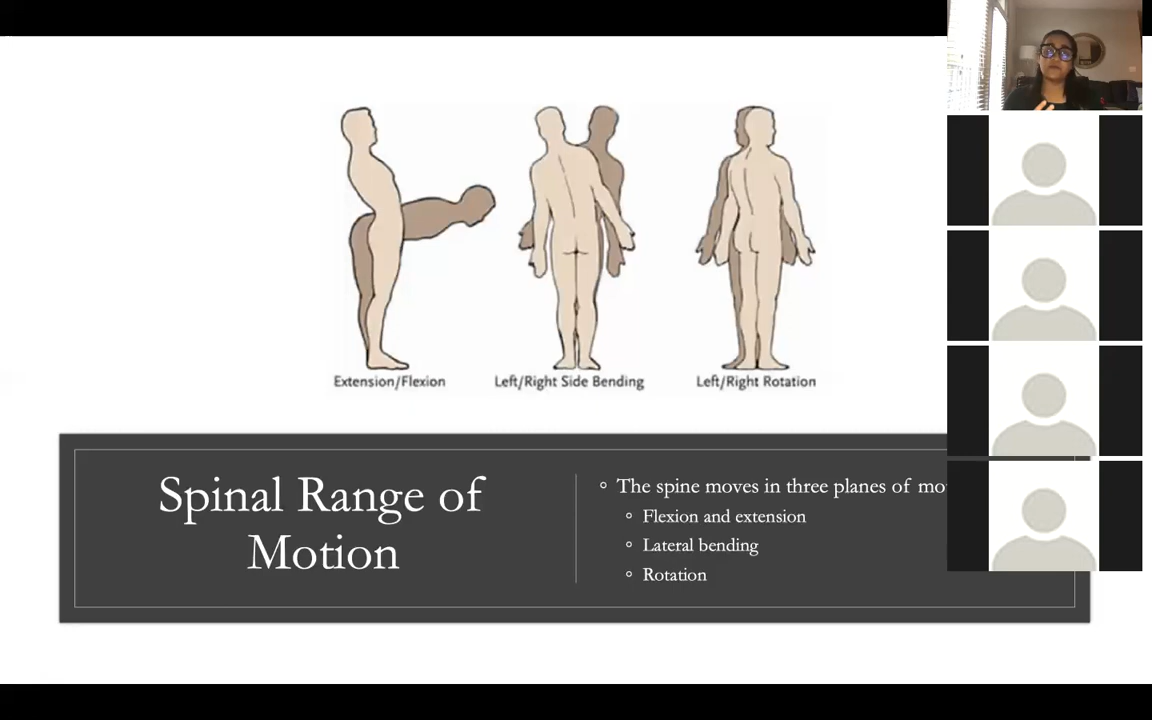 Extension/Flexion
Left/Right Side Bending
Left/Right Rotation
Spinal Range of
Motion
The spine moves in three planes of
Flexion and extension
Lateral bending
Rotation